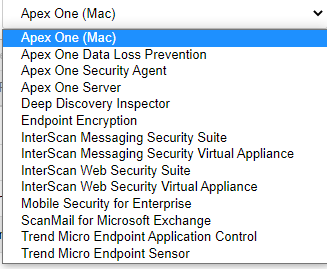 Apex One (Mac)
Apex One (Mac)
Apex One Data Loss Prevention
Apex One Security Agent
Apex One Server
Deep Discovery Inspector
Endpoint Encryption
InterScan Messaging Security Suite
InterScan Messaging Security Virtual Appliance
InterScan Web Security Suite
InterScan Web Security Virtual Appliance
Mobile Security for Enterprise
ScanMail for Microsoft Exchange
Trend Micro Endpoint Application Control
Trend Micro Endpoint Sensor